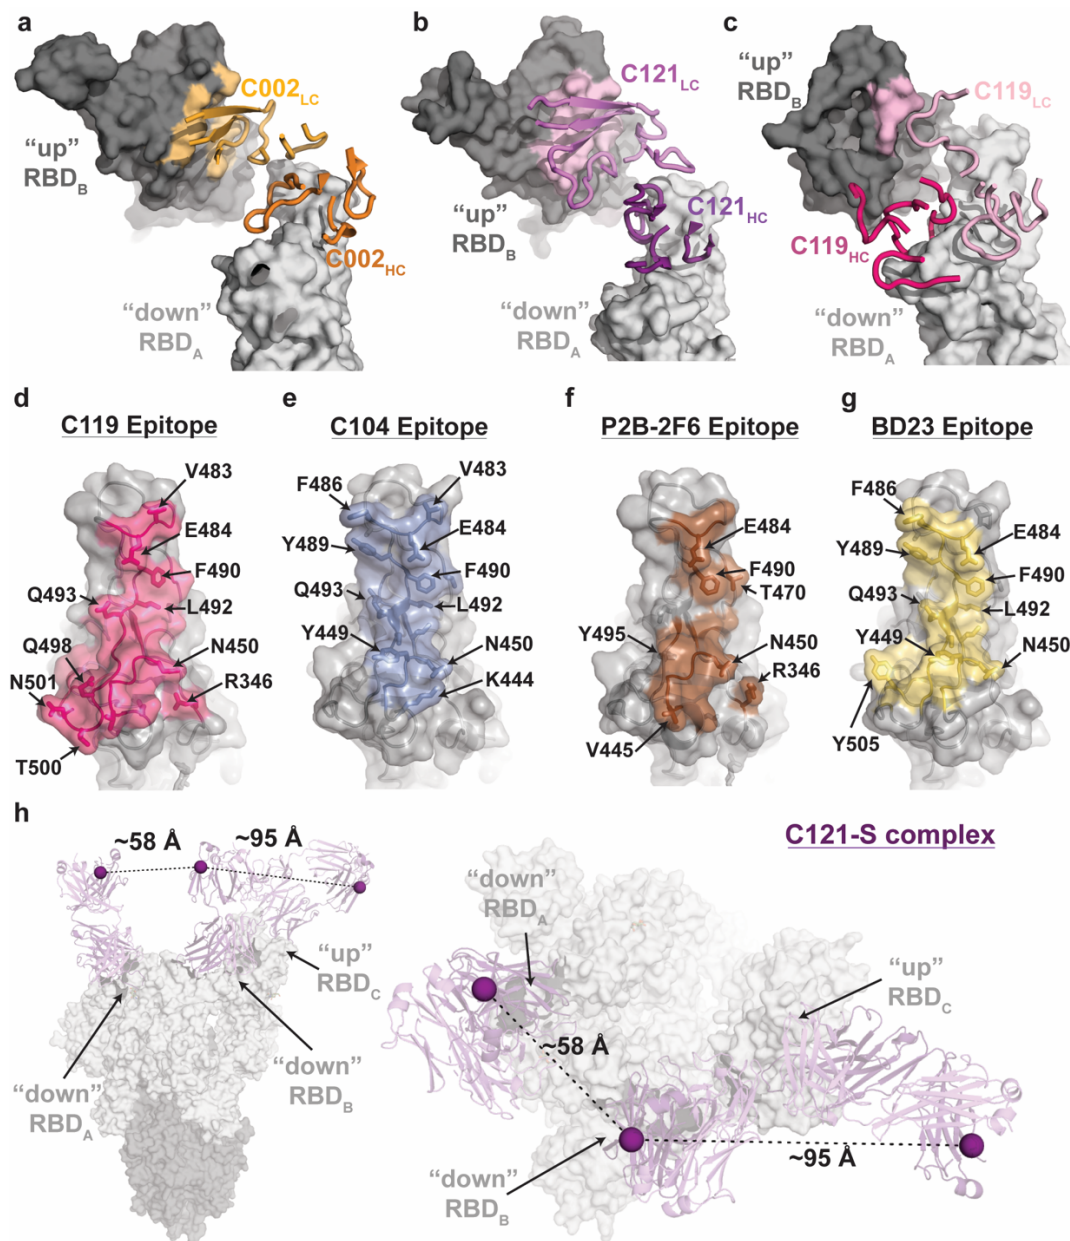 a
C002LC
"up"
RBDB
C002HC
"down"
RBDA
b
C121LC
"up"
RBDB
C121HC
"down"
RBDA
c
"up"
RBDB
C119LC
C119HC
"down"
RBDA
d
C119 Epitope
V483
E484
F490
Q493
L492
Q498
N450
N501
R346
T500
e
C104 Epitope
F486
V483
Y489
E484
F490
Q493
L492
Y449
N450
K444
f
P2B-2F6 Epitope
E484
F490
T470
Y495
N450
R346
V445
g
BD23 Epitope
F486
E484
Y489
F490
Q493
L492
Y449
N450
Y505
h
~58 Å
~95 Å
"up"
RBDC
"down"
RBDA
"down"
RBDB
C121-S complex
"down"
RBDA
"up"
RBDC
~58 Å
~95 Å
"down"
RBDB